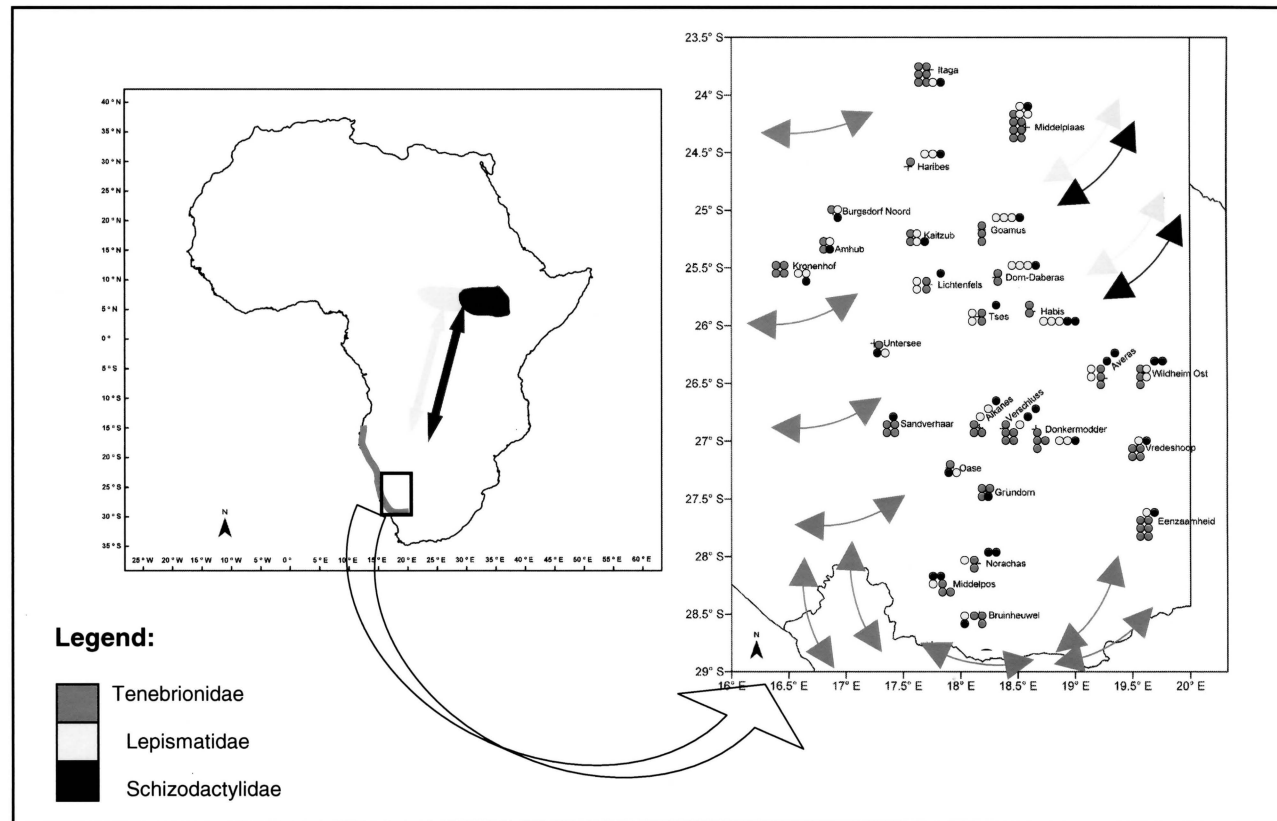 40° N
35° N
30° N
25° N
20° N
15° N
10° N
5° N
0° S
5° S
10° S
15° S
20° S
25° S
30° S
35° S
N
25° W 20° W 15° W 10° W 5° W 0° E 5° E 10° E 15° E 20° E 25° E 30° E 35° E 40° E 45° E 50° E 55° E 60° E
23.5° S
24° S
24.5° S
25° S
25.5° S
26° S
26.5° S
27° S
27.5° S
28° S
28.5° S
29° S
16° E 16.5° E 17° E 17.5° E 18° E 18.5° E 19° E 19.5° E 20° E
Itaga
Middelplaas
Haribes
Burgsdorf Noord
Goamus
Kaitzub
Amhub
Kronenhof
Lichtenfels
Dom-Daberas
Tses
Habis
Untersee
Averas
Wildheim Ost
Sandverhaar
Alkanes
Verschluss
Donkermodder
Vredeshoop
Oase
Grundorn
Eenzaamheid
Norachas
Middelpos
Bruinheuwel
N
Legend:
Tenebrionidae
Lepismatidae
Schizodactylidae